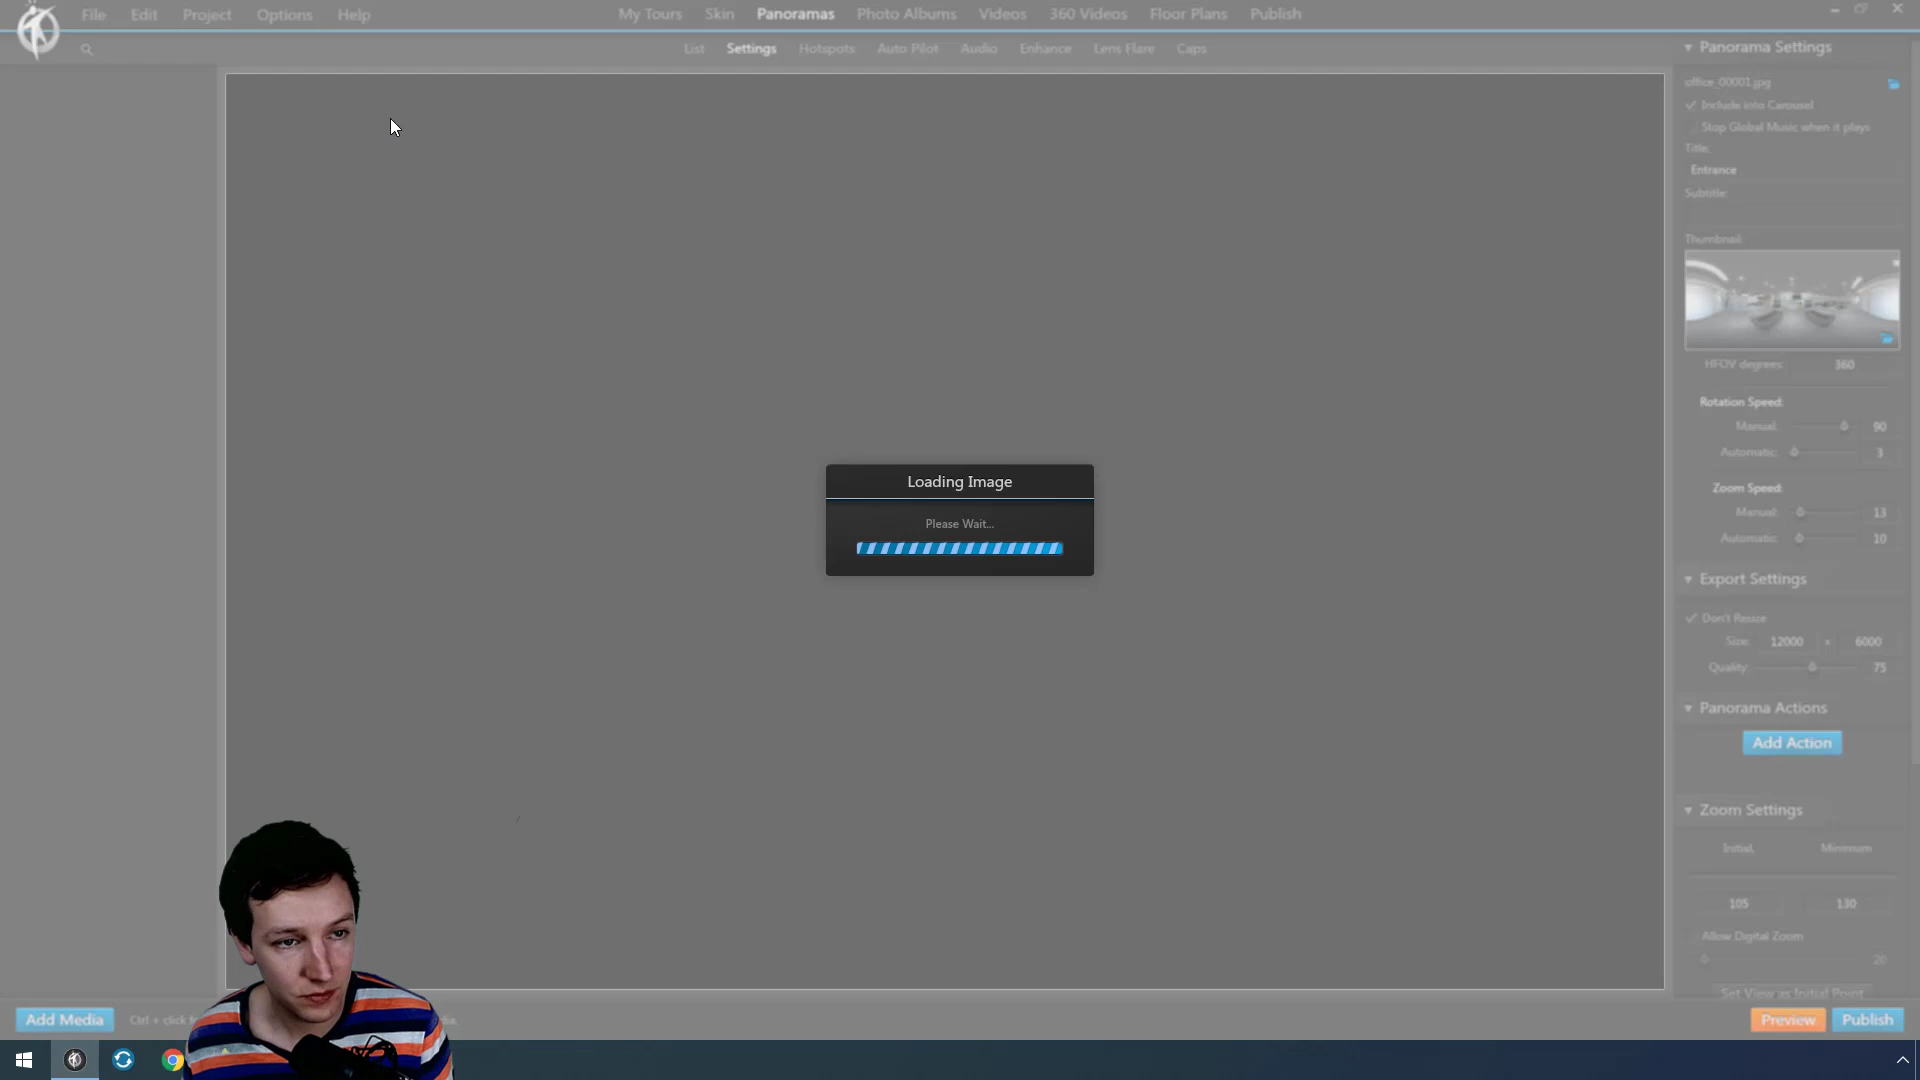 File Edit Project Options Help
My Tours Skin Panoramas Photo Albums Videos 360 Videos Floor Plans Publish
List Settings Hotspots Auto Pilot Audio Enhance Lens Flare Caps
Panorama Settings
office_00001.jpg
Include into Carousel
Stop Global Music when it plays
Title:
Entrance
Subtitle:
Thumbnail:
HFOV degrees: 360
Rotation Speed:
Manual: 90
Automatic: 3
Zoom Speed:
Manual: 13
Automatic: 10
Export Settings
Don't Resize
Size: 12000 x 6000
Quality: 75
Panorama Actions
Add Action
Zoom Settings
Initial. Minimum
105 130
Allow Digital Zoom
20
Set View as Initial Point
Loading Image
Please Wait...
Add Media Ctrl + click
Preview Publish